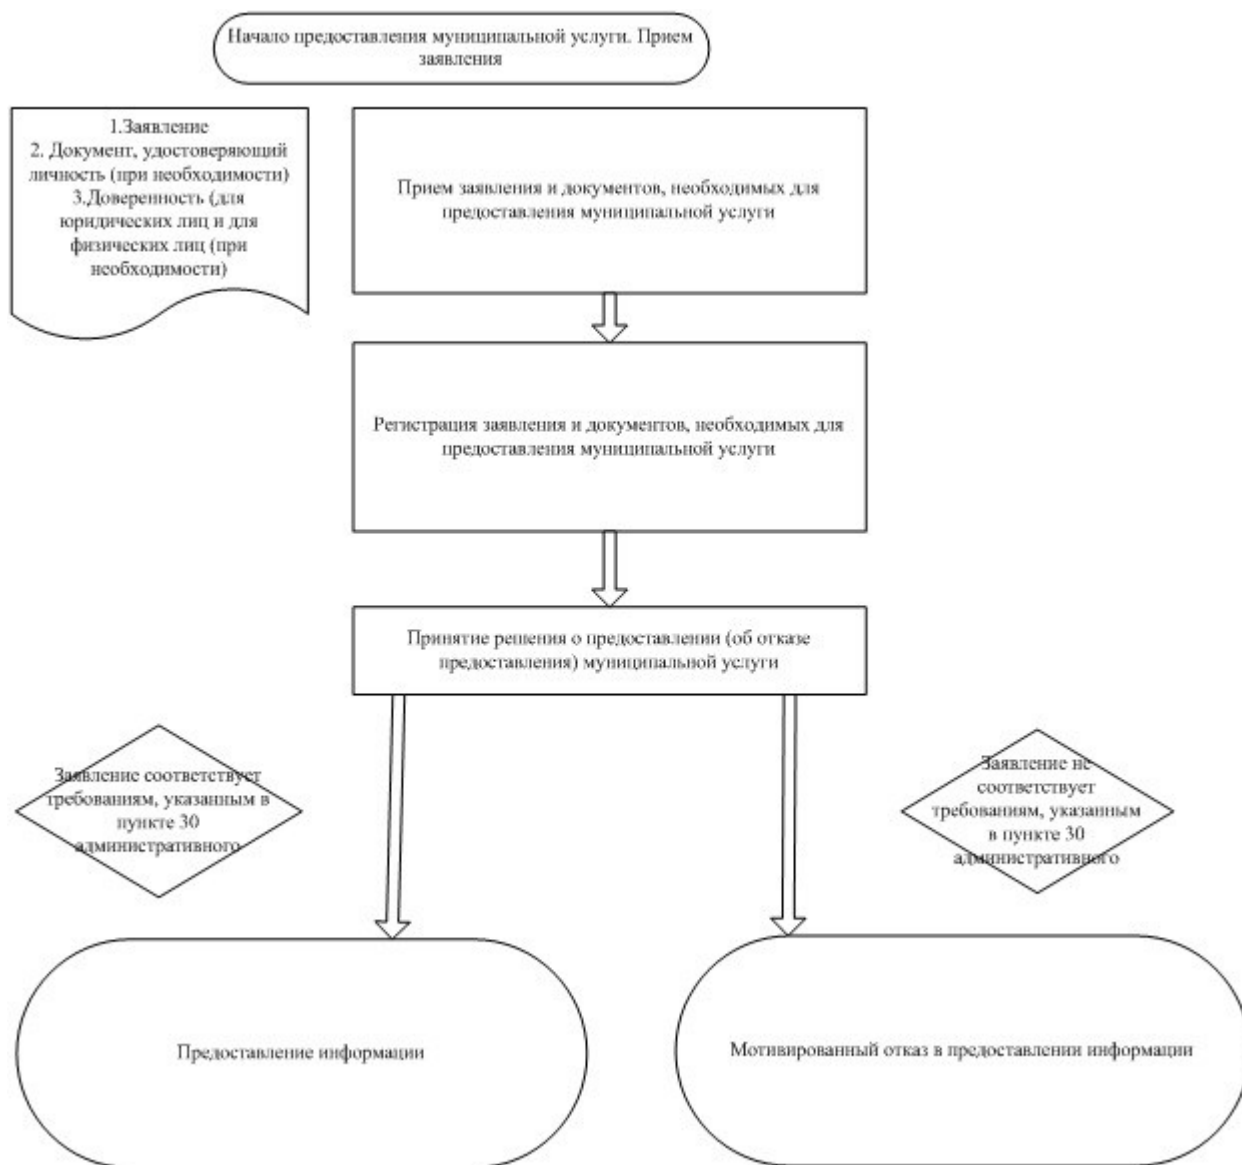 Начало предоставления муниципальной услуги. Прием
заявления
1.Заявление
2. Документ, удостоверяющий
личность (при необходимости)
3.Доверенность (для
юридических лиц и для
физических лиц (при
необходимости)
Прием заявления и документов, необходимых для
предоставления муниципальной услуги
Регистрация заявления и документов, необходимых для
предоставления муниципальной услуги
Принятие решения о предоставлении (об отказе
предоставления) муниципальной услуги
Заявление соответствует
требованиям, указанным в
пункте 30
административного
Заявление не
соответствует
требованиям, указанным
в пункте 30
административного
Предоставление информации
Мотивированный отказ в предоставлении информации